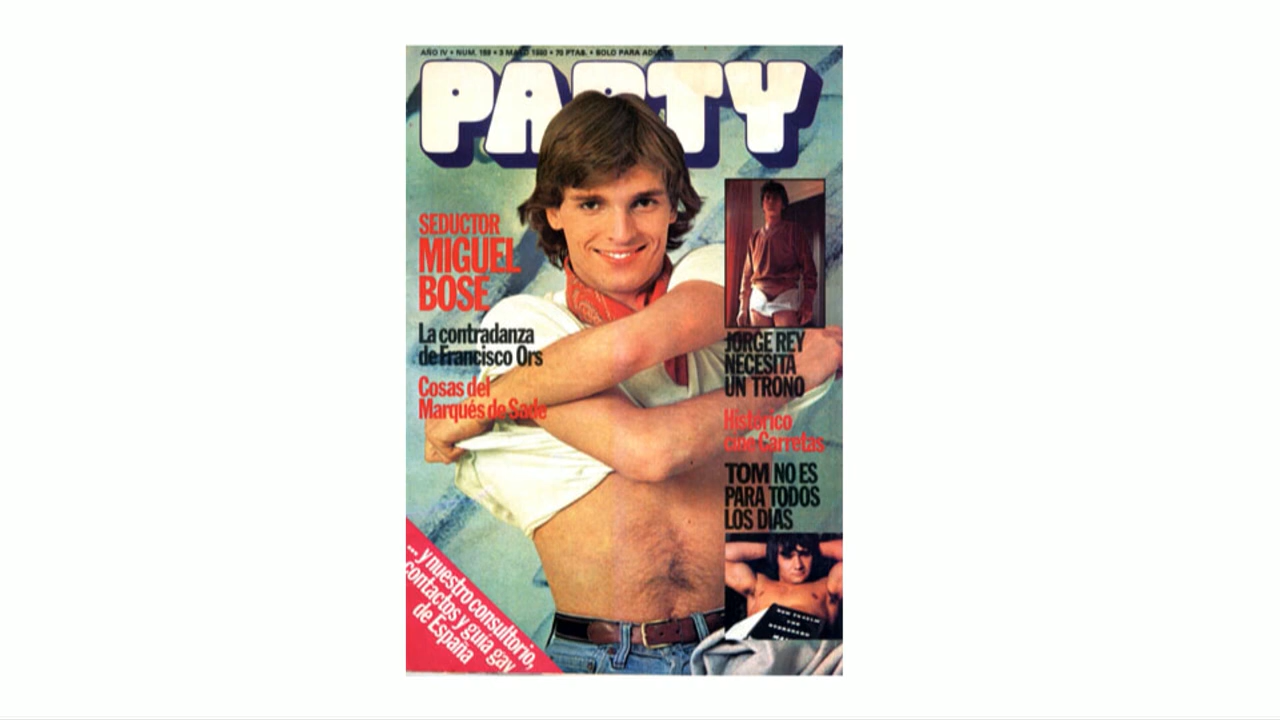 AÑO IV • NUM. 159 • 3 MAYO 1980 • 70 PTAS. • SOLO PARA ADULTOS
PARTY
SEDUCTOR
MIGUEL
BOSÉ
La contradanza
de Francisco Ors
Cosas del
Marqués de Sade
JORGE REY
NECESITA
UN TRONO
Histórico
cine Carretas
TOM NO ES
PARA TODOS
LOS DIAS
... y nuestro consultorio,
contactos y guía gay
de España